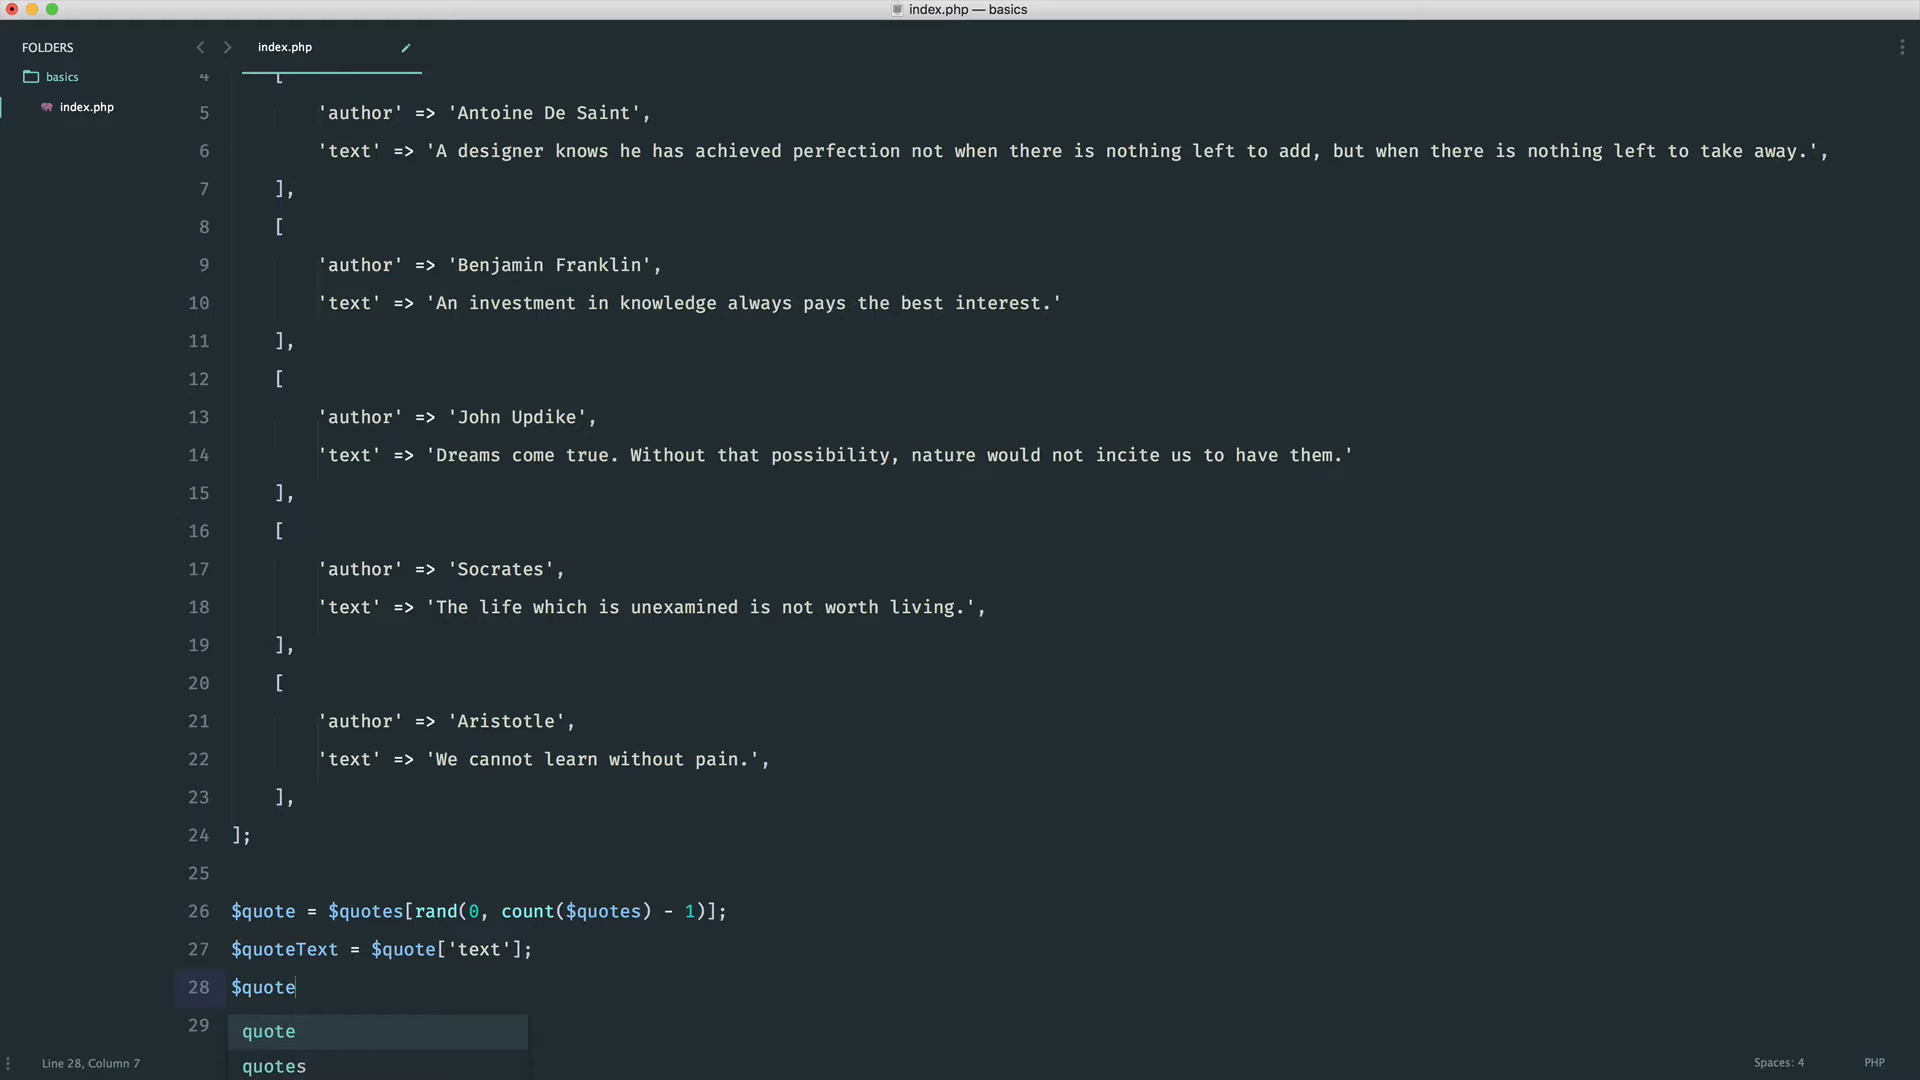 index.php — basics
FOLDERS
basics
index.php
index.php
4 [
5 'author' => 'Antoine De Saint',
6 'text' => 'A designer knows he has achieved perfection not when there is nothing left to add, but when there is nothing left to take away.',
7 ],
8 [
9 'author' => 'Benjamin Franklin',
10 'text' => 'An investment in knowledge always pays the best interest.'
11 ],
12 [
13 'author' => 'John Updike',
14 'text' => 'Dreams come true. Without that possibility, nature would not incite us to have them.'
15 ],
16 [
17 'author' => 'Socrates',
18 'text' => 'The life which is unexamined is not worth living.',
19 ],
20 [
21 'author' => 'Aristotle',
22 'text' => 'We cannot learn without pain.',
23 ],
24 ];
25
26 $quote = $quotes[rand(0, count($quotes) - 1)];
27 $quoteText = $quote['text'];
28 $quote
29
quote
quotes
Line 28, Column 7
Spaces: 4
PHP